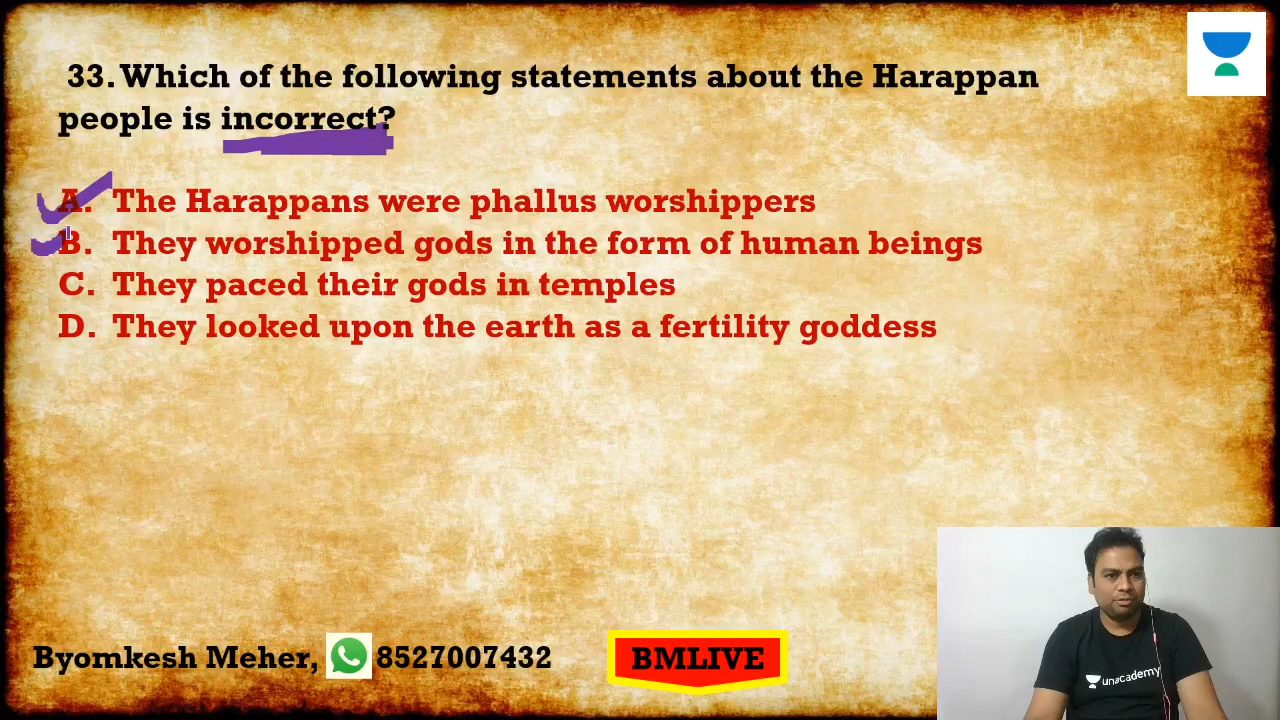 33. Which of the following statements about the Harappan
people is incorrect?
A. The Harappans were phallus worshippers
B. They worshipped gods in the form of human beings
C. They paced their gods in temples
D. They looked upon the earth as a fertility goddess
Byomkesh Meher, 8527007432
BMLIVE
unacademy